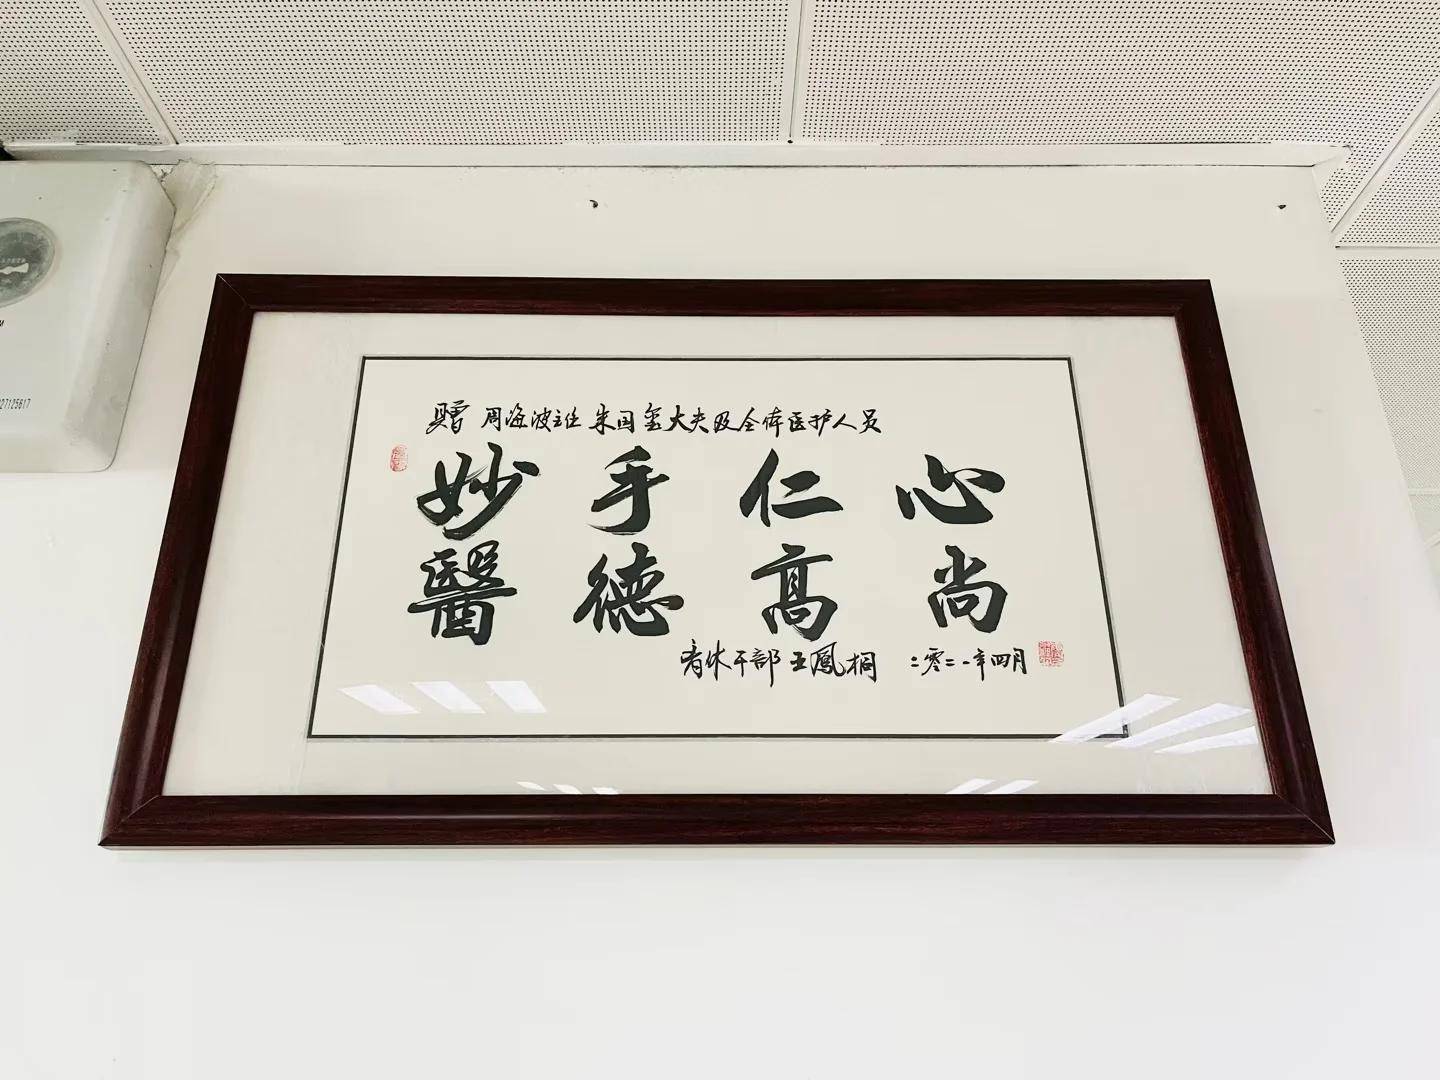 赠 周海波主任 朱国玺大夫及全体医护人员
妙手仁心
醫德高尚
离休干部 王鳳桐 二零二一年四月
27125617